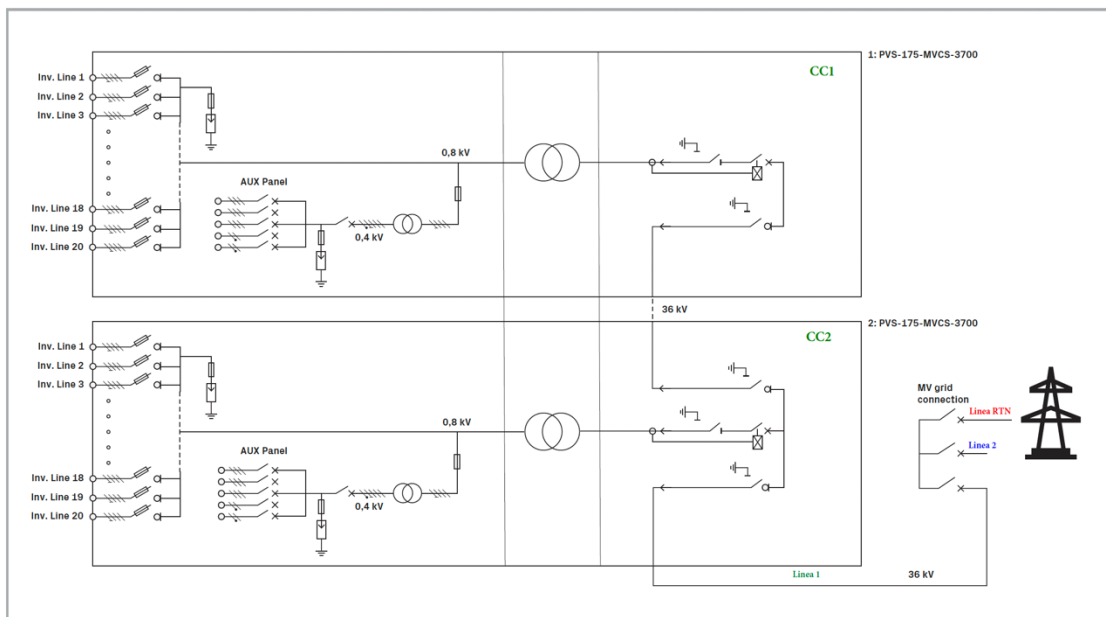 1: PVS-175-MVCS-3700
CC1
Inv. Line 1
Inv. Line 2
Inv. Line 3
0,8 kV
AUX Panel
Inv. Line 18
Inv. Line 19
Inv. Line 20
0,4 kV
36 kV
2: PVS-175-MVCS-3700
CC2
Inv. Line 1
Inv. Line 2
Inv. Line 3
MV grid
connection
Linea RTN
0,8 kV
Linea 2
AUX Panel
Inv. Line 18
Inv. Line 19
Inv. Line 20
0,4 kV
Linea 1
36 kV